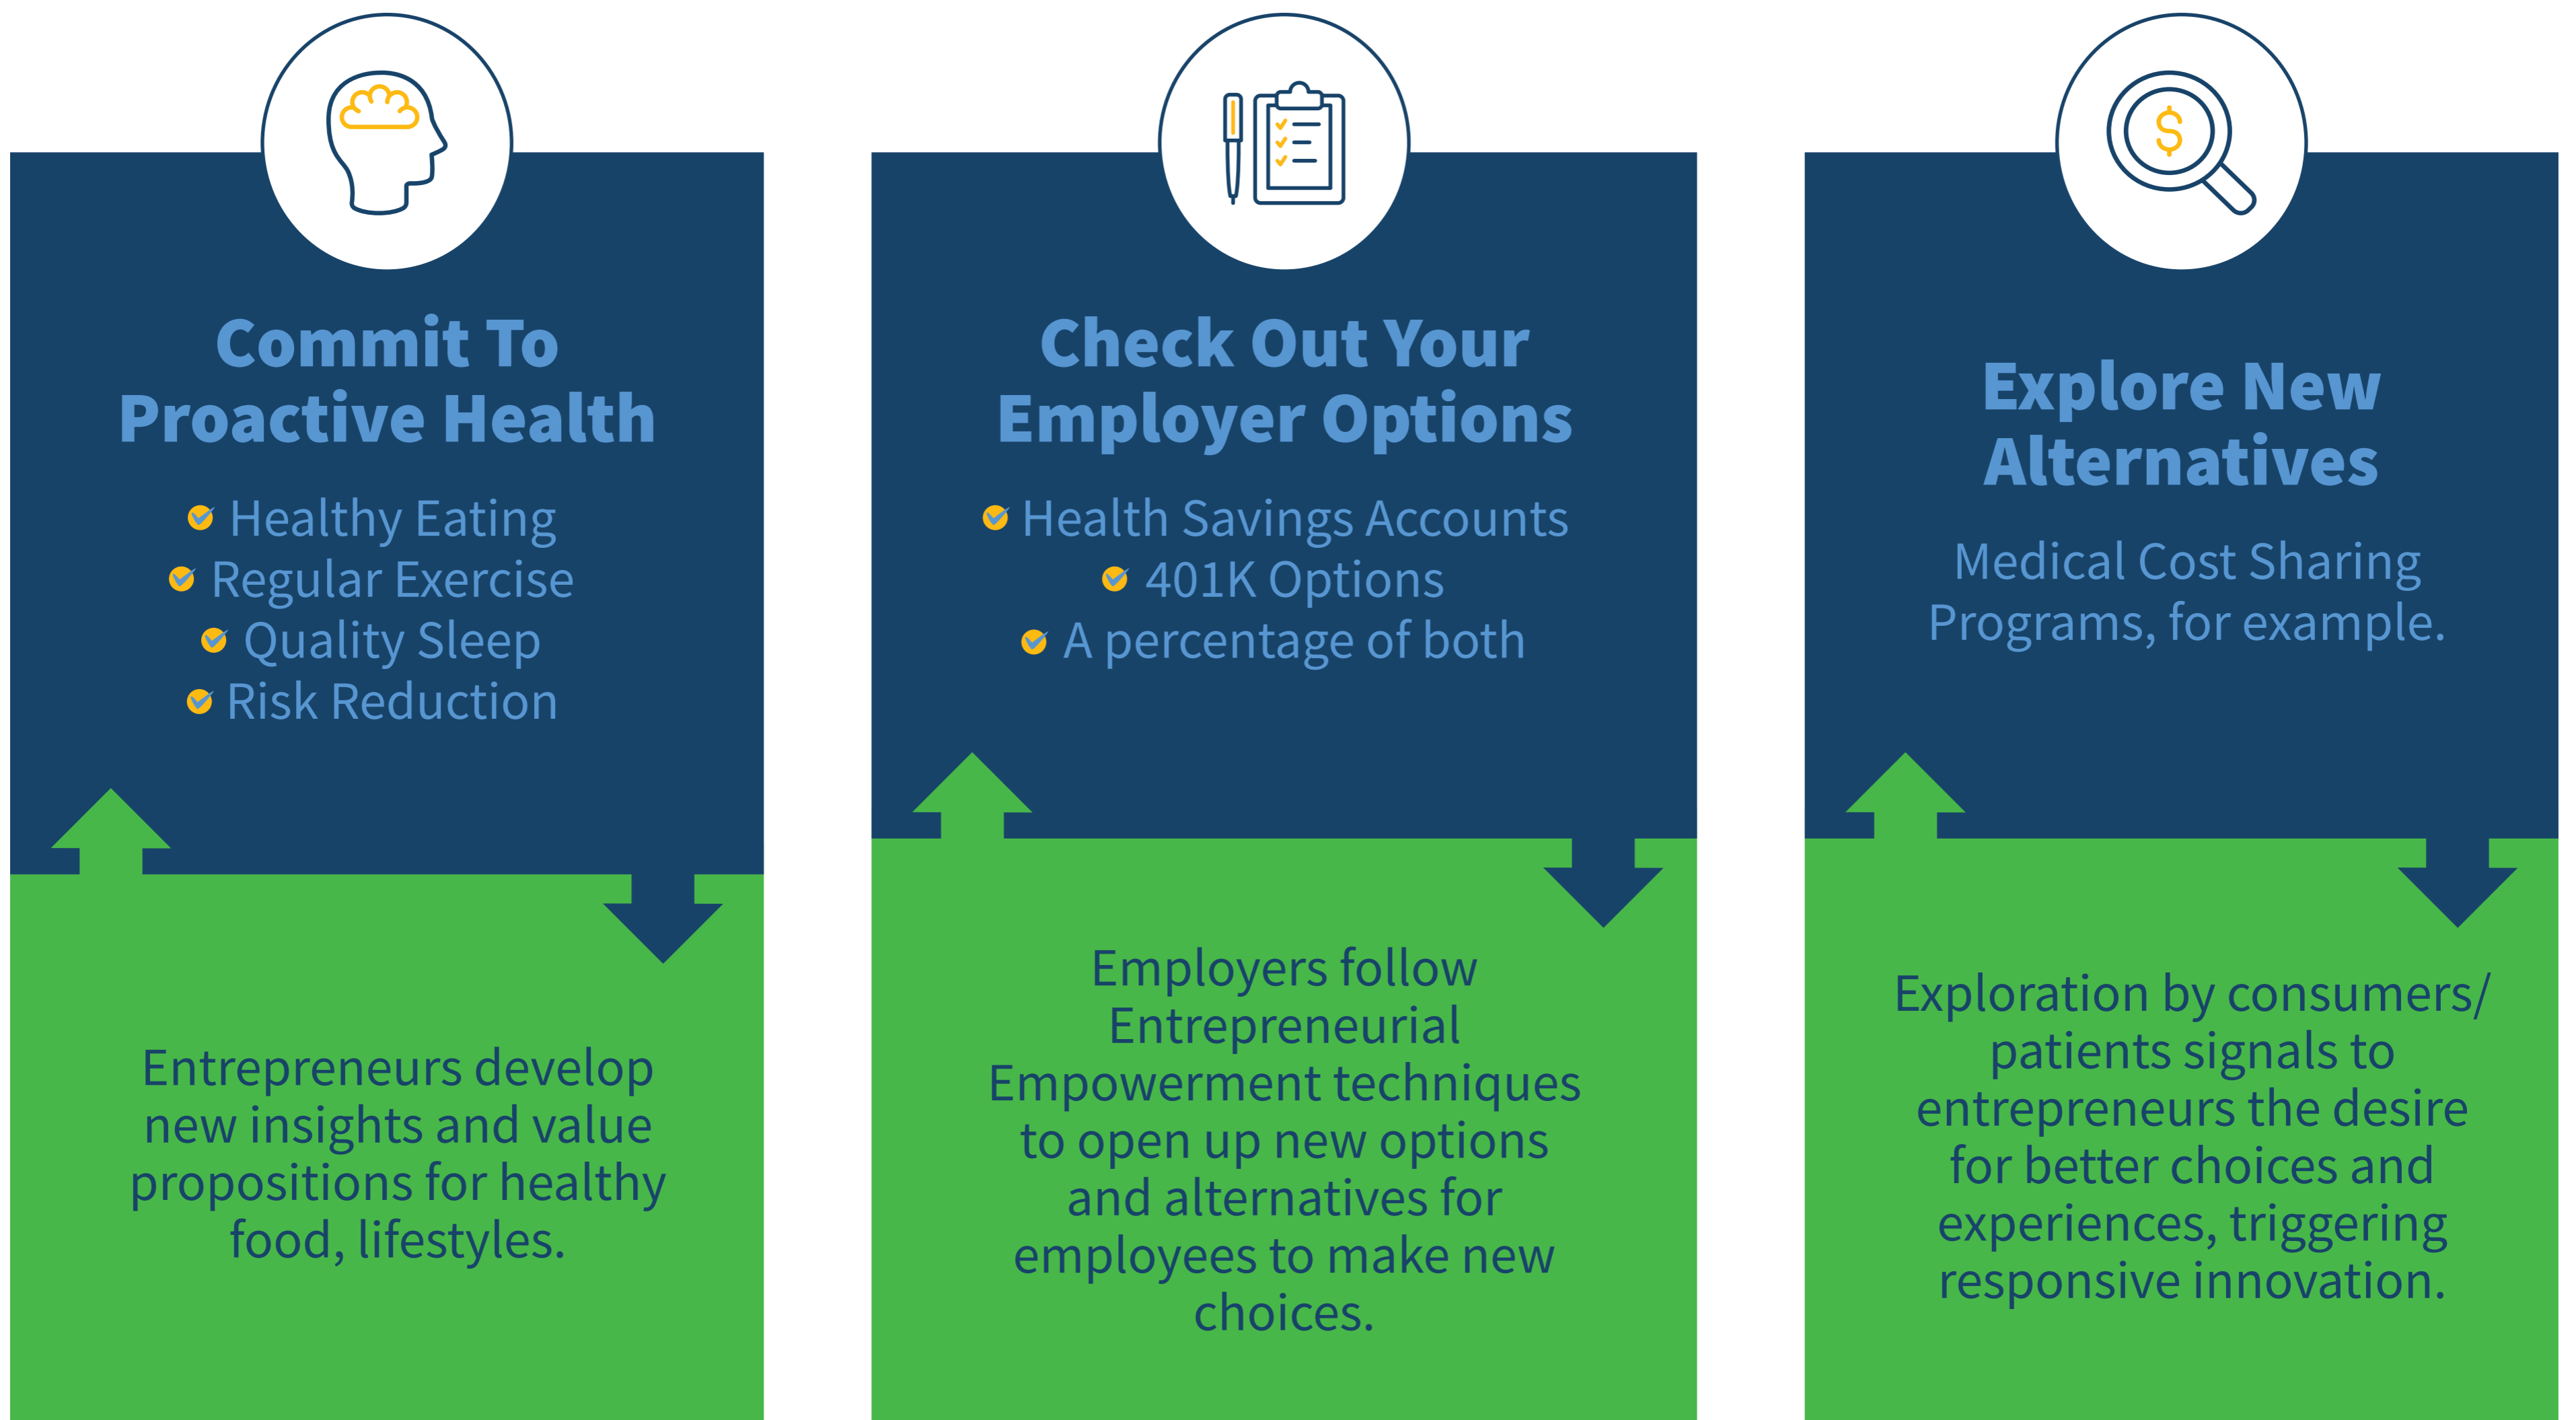 Commit To
Proactive Health
Healthy Eating
Regular Exercise
Quality Sleep
Risk Reduction
Entrepreneurs develop
new insights and value
propositions for healthy
food, lifestyles.
Check Out Your
Employer Options
Health Savings Accounts
401K Options
A percentage of both
Employers follow
Entrepreneurial
Empowerment techniques
to open up new options
and alternatives for
employees to make new
choices.
Explore New
Alternatives
Medical Cost Sharing
Programs, for example.
Exploration by consumers/
patients signals to
entrepreneurs the desire
for better choices and
experiences, triggering
responsive innovation.